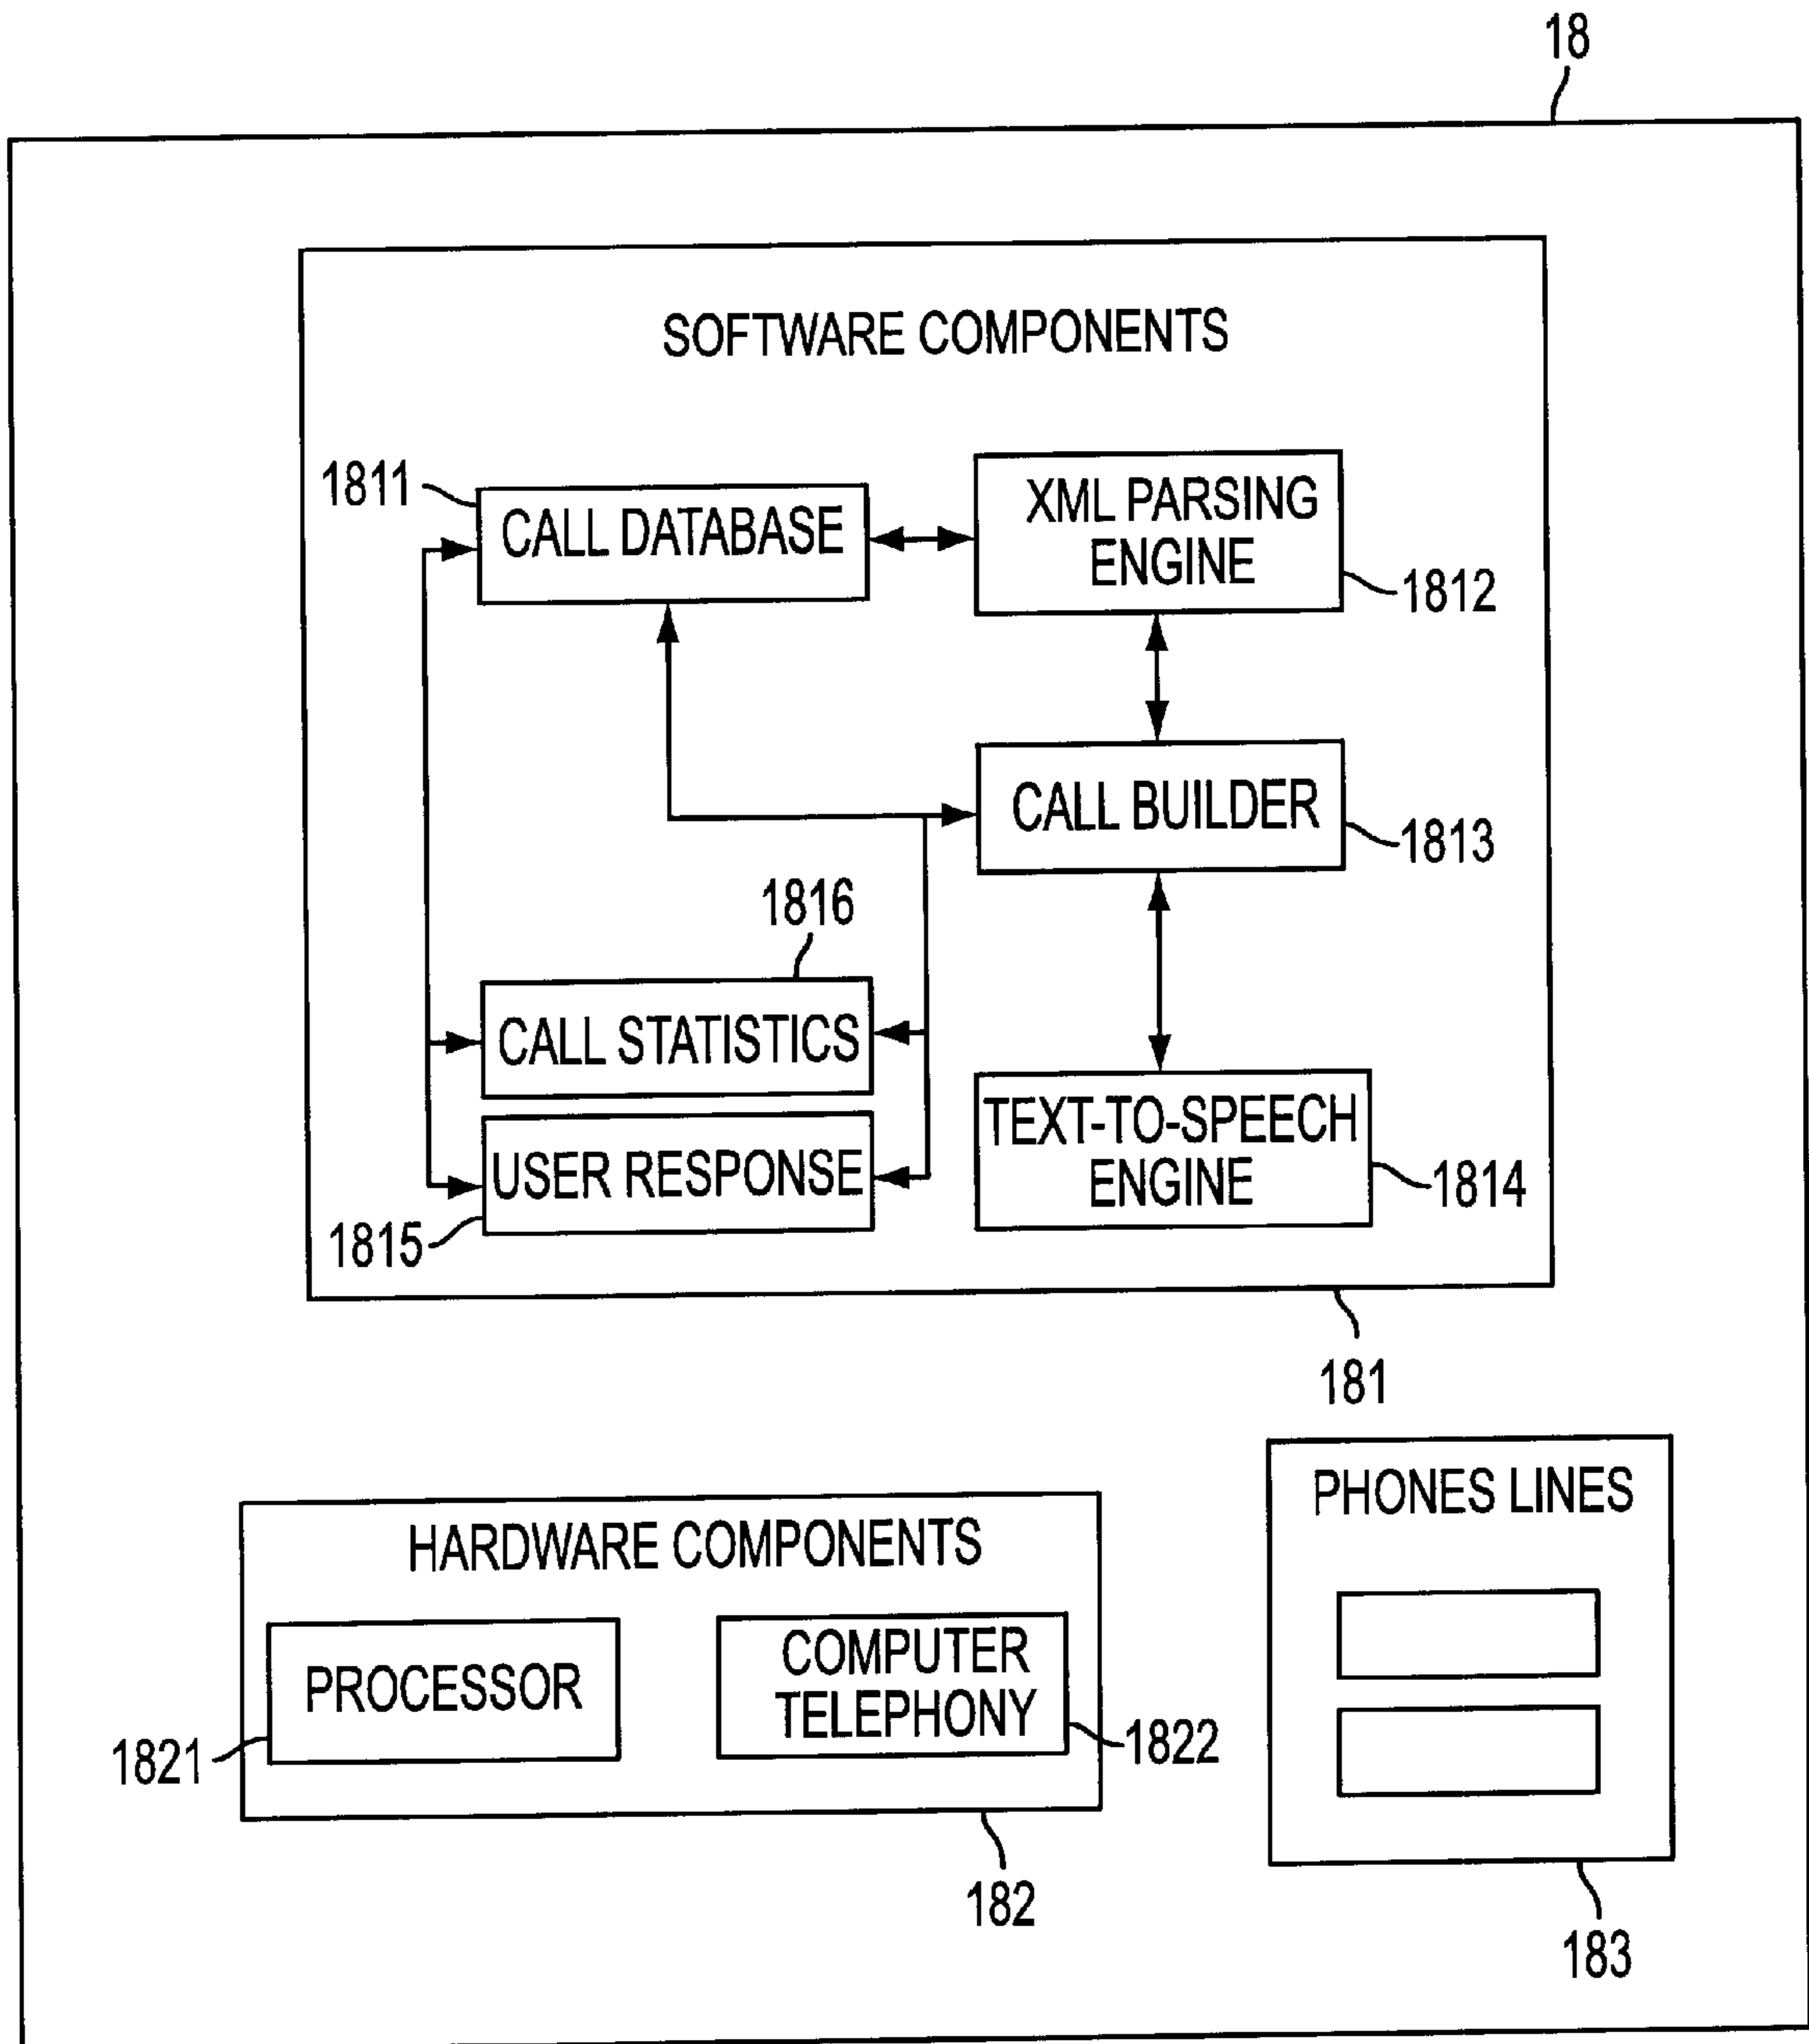 18
SOFTWARE COMPONENTS
1811
CALL DATABASE
XML PARSING
ENGINE
1812
CALL BUILDER
1813
1816
CALL STATISTICS
USER RESPONSE
1815
TEXT-TO-SPEECH
ENGINE
1814
181
HARDWARE COMPONENTS
PROCESSOR
1821
COMPUTER
TELEPHONY
1822
182
PHONES LINES
183